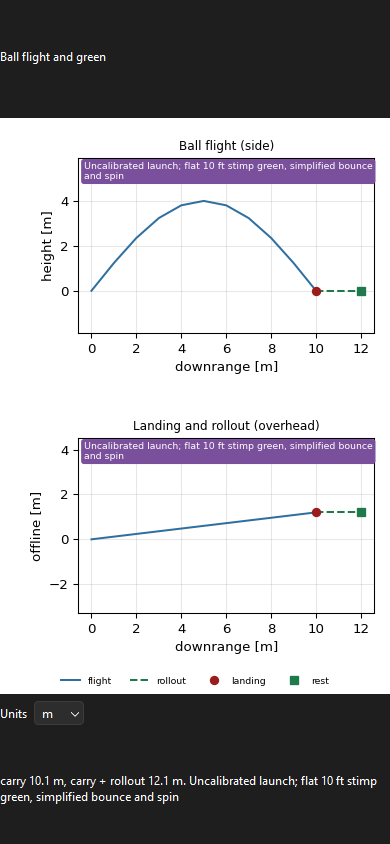 Ball flight and green
Ball flight (side)
Uncalibrated launch; flat 10 ft stimp green, simplified bounce
and spin
4
2
0
height [m]
0 2 4 6 8 10 12
downrange [m]
Landing and rollout (overhead)
Uncalibrated launch; flat 10 ft stimp green, simplified bounce
and spin
4
2
0
−2
offline [m]
0 2 4 6 8 10 12
downrange [m]
flight rollout landing rest
Units m
carry 10.1 m, carry + rollout 12.1 m. Uncalibrated launch; flat 10 ft stimp
green, simplified bounce and spin